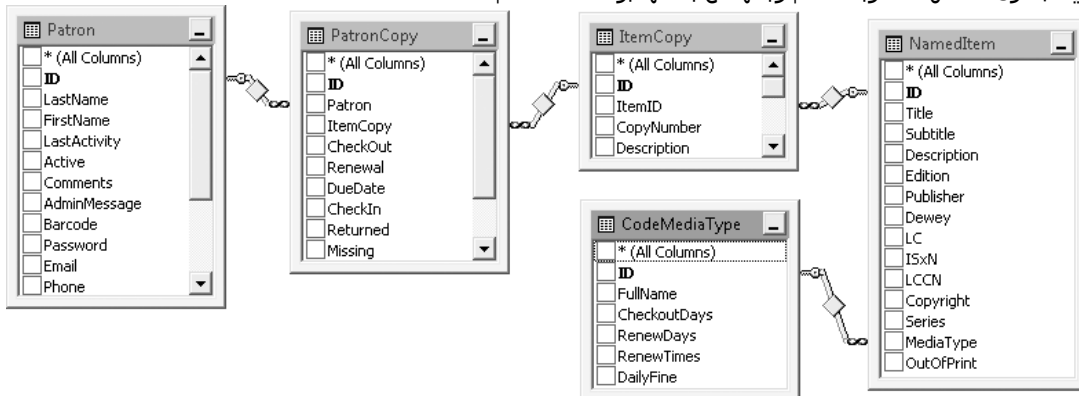 Patron
* (All Columns)
ID
LastName
FirstName
LastActivity
Active
Comments
AdminMessage
Barcode
Password
Email
Phone
PatronCopy
* (All Columns)
ID
Patron
ItemCopy
CheckOut
Renewal
DueDate
CheckIn
Returned
Missing
ItemCopy
* (All Columns)
ID
ItemID
CopyNumber
Description
CodeMediaType
* (All Columns)
ID
FullName
CheckoutDays
RenewDays
RenewTimes
DailyFine
NamedItem
* (All Columns)
ID
Title
Subtitle
Description
Edition
Publisher
Dewey
LC
ISxN
LCCN
Copyright
Series
MediaType
OutOfPrint